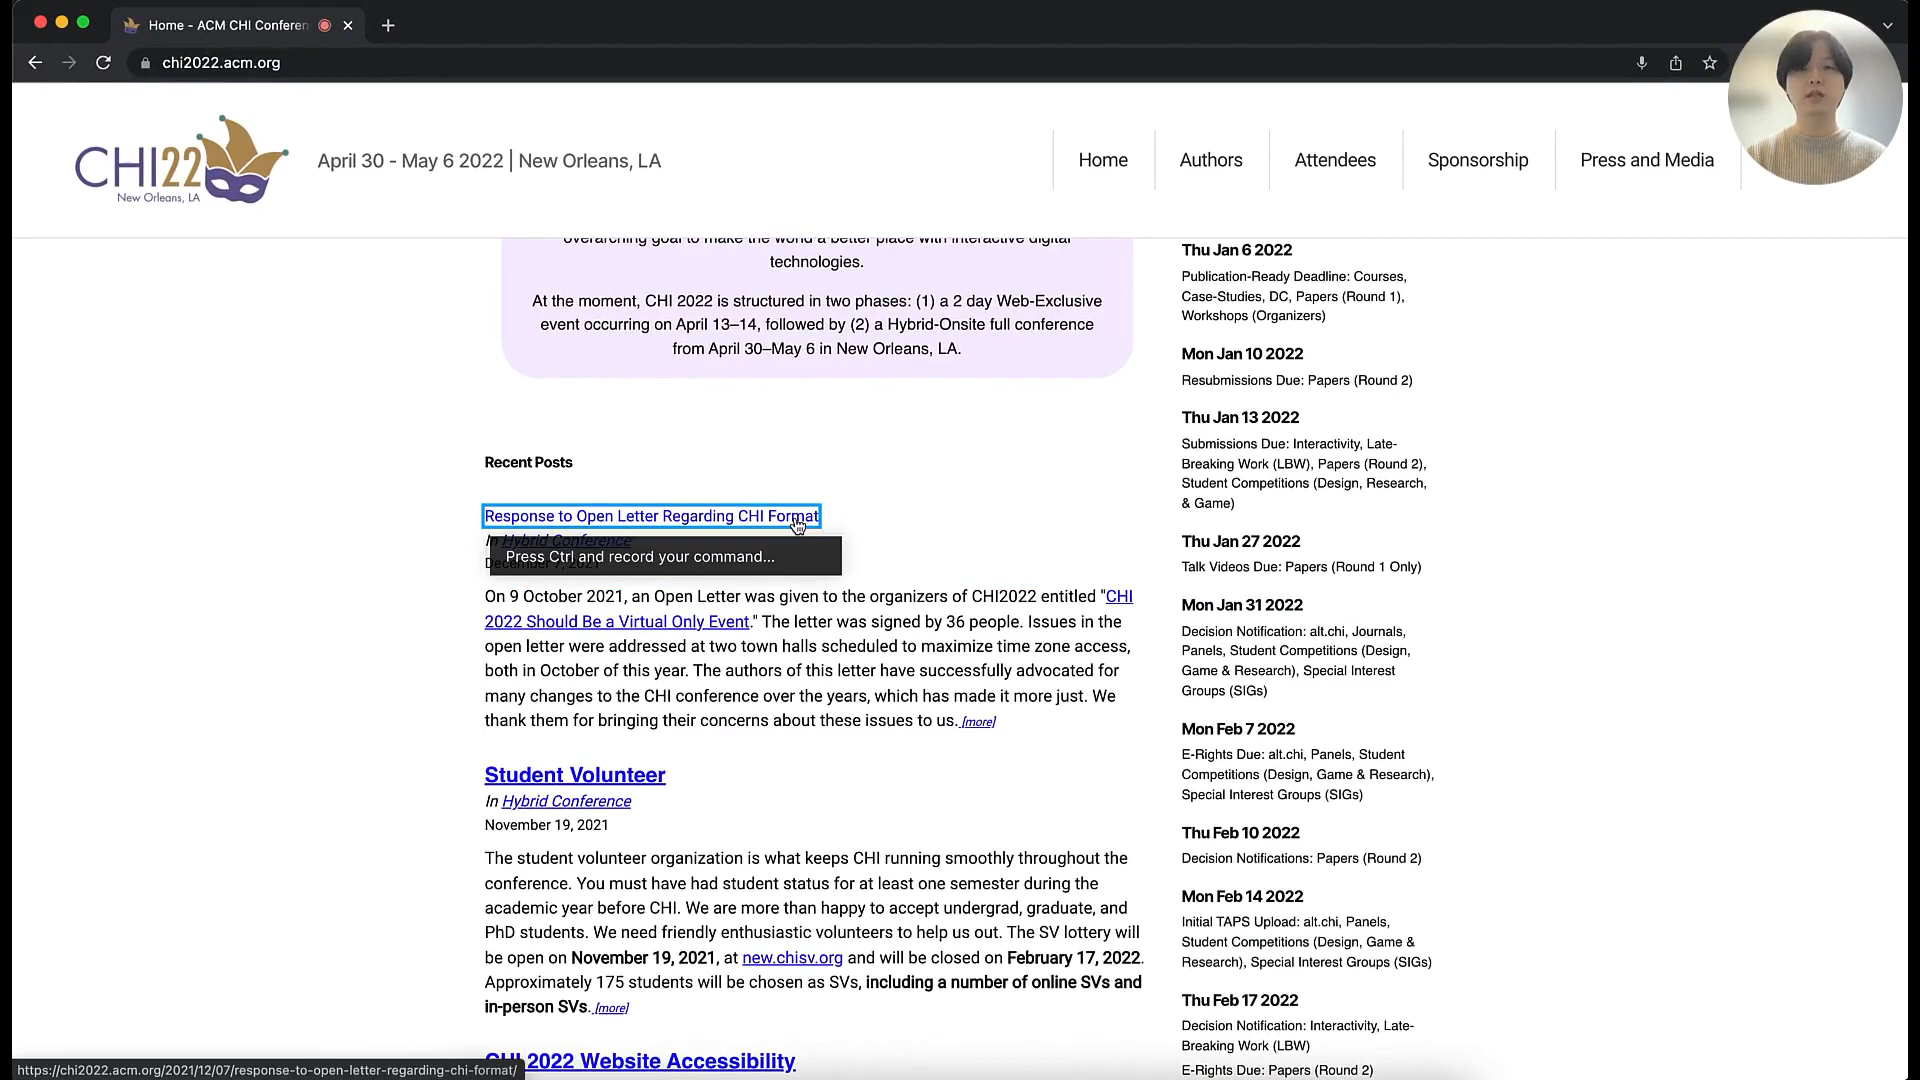 Home - ACM CHI Conferen
chi2022.acm.org
CHI22
New Orleans, LA
April 30 - May 6 2022 | New Orleans, LA
Home
Authors
Attendees
Sponsorship
Press and Media
overarching goal to make the world a better place with interactive digital
technologies.
At the moment, CHI 2022 is structured in two phases: (1) a 2 day Web-Exclusive
event occurring on April 13–14, followed by (2) a Hybrid-Onsite full conference
from April 30–May 6 in New Orleans, LA.
Recent Posts
Response to Open Letter Regarding CHI Format
In Hybrid Conference
Press Ctrl and record your command...
December 7, 2021
On 9 October 2021, an Open Letter was given to the organizers of CHI2022 entitled "CHI
2022 Should Be a Virtual Only Event." The letter was signed by 36 people. Issues in the
open letter were addressed at two town halls scheduled to maximize time zone access,
both in October of this year. The authors of this letter have successfully advocated for
many changes to the CHI conference over the years, which has made it more just. We
thank them for bringing their concerns about these issues to us. [more]
Student Volunteer
In Hybrid Conference
November 19, 2021
The student volunteer organization is what keeps CHI running smoothly throughout the
conference. You must have had student status for at least one semester during the
academic year before CHI. We are more than happy to accept undergrad, graduate, and
PhD students. We need friendly enthusiastic volunteers to help us out. The SV lottery will
be open on November 19, 2021, at new.chisv.org and will be closed on February 17, 2022.
Approximately 175 students will be chosen as SVs, including a number of online SVs and
in-person SVs. [more]
CHI 2022 Website Accessibility
Thu Jan 6 2022
Publication-Ready Deadline: Courses,
Case-Studies, DC, Papers (Round 1),
Workshops (Organizers)
Mon Jan 10 2022
Resubmissions Due: Papers (Round 2)
Thu Jan 13 2022
Submissions Due: Interactivity, Late-
Breaking Work (LBW), Papers (Round 2),
Student Competitions (Design, Research,
& Game)
Thu Jan 27 2022
Talk Videos Due: Papers (Round 1 Only)
Mon Jan 31 2022
Decision Notification: alt.chi, Journals,
Panels, Student Competitions (Design,
Game & Research), Special Interest
Groups (SIGs)
Mon Feb 7 2022
E-Rights Due: alt.chi, Panels, Student
Competitions (Design, Game & Research),
Special Interest Groups (SIGs)
Thu Feb 10 2022
Decision Notifications: Papers (Round 2)
Mon Feb 14 2022
Initial TAPS Upload: alt.chi, Panels,
Student Competitions (Design, Game &
Research), Special Interest Groups (SIGs)
Thu Feb 17 2022
Decision Notification: Interactivity, Late-
Breaking Work (LBW)
E-Rights Due: Papers (Round 2)
https://chi2022.acm.org/2021/12/07/response-to-open-letter-regarding-chi-format/